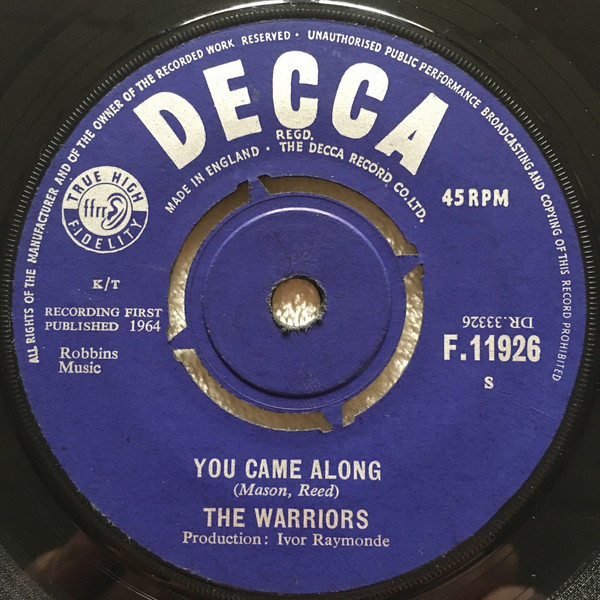 ALL RIGHTS OF THE MANUFACTURER AND OF THE OWNER OF THE RECORDED WORK RESERVED • UNAUTHORISED PUBLIC PERFORMANCE BROADCASTING AND COPYING OF THIS RECORD PROHIBITED
DECCA
REGD.
MADE IN ENGLAND • THE DECCA RECORD CO. LTD.
TRUE HIGH
ffrr
FIDELITY
45 RPM
K/T
RECORDING FIRST
PUBLISHED 1964
Robbins
Music
DR.33326
F.11926
S
YOU CAME ALONG
(Mason, Reed)
THE WARRIORS
Production: Ivor Raymonde